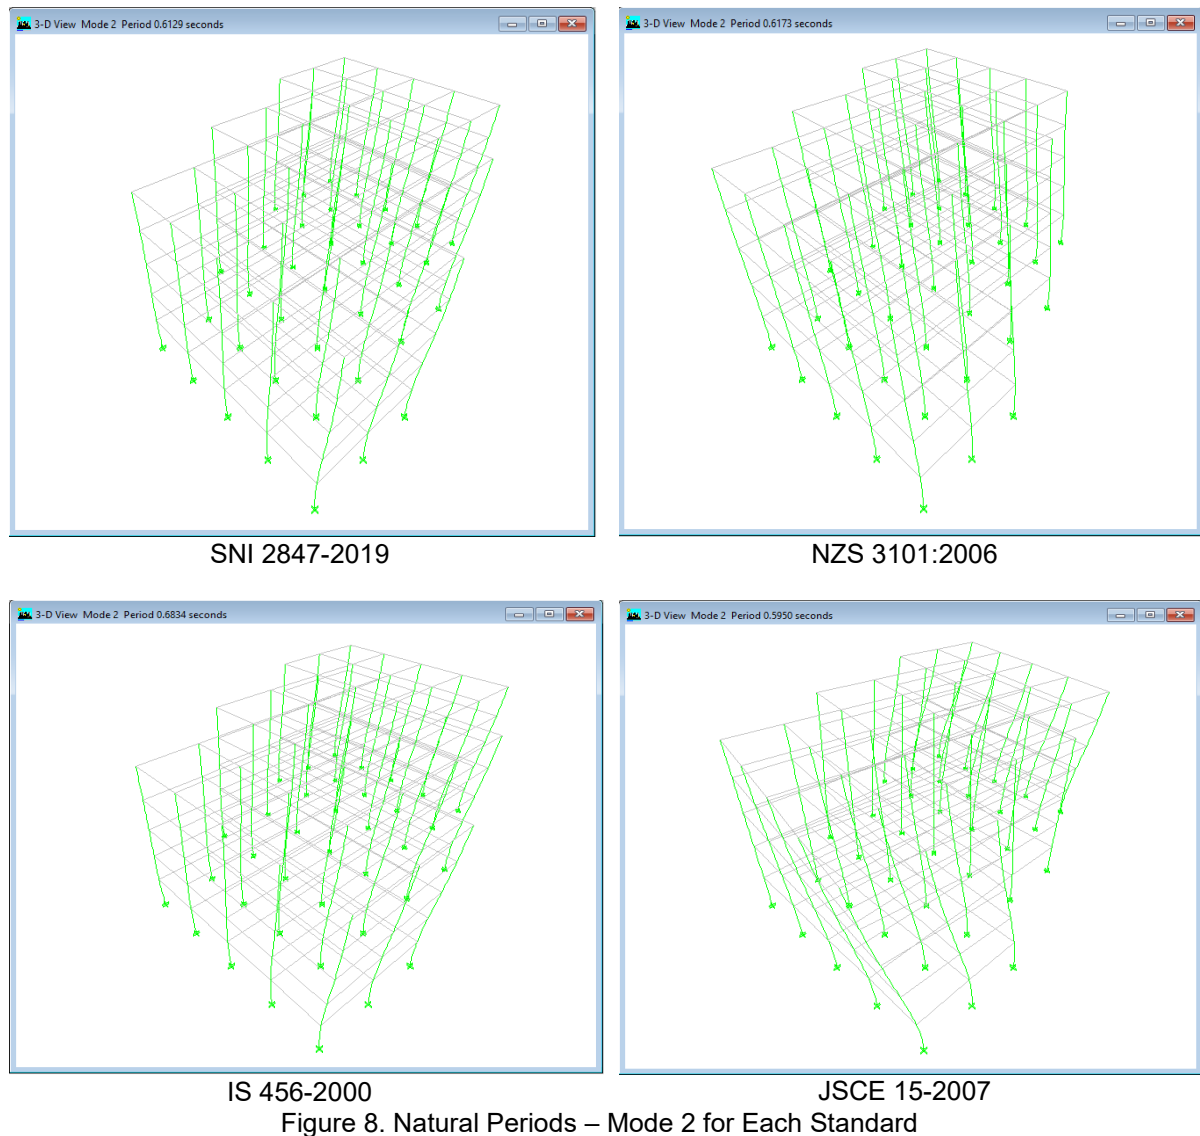 3-D View Mode 2 Period 0.6129 seconds
3-D View Mode 2 Period 0.6173 seconds
SNI 2847-2019
NZS 3101:2006
3-D View Mode 2 Period 0.6834 seconds
3-D View Mode 2 Period 0.5950 seconds
IS 456-2000
JSCE 15-2007
Figure 8. Natural Periods – Mode 2 for Each Standard